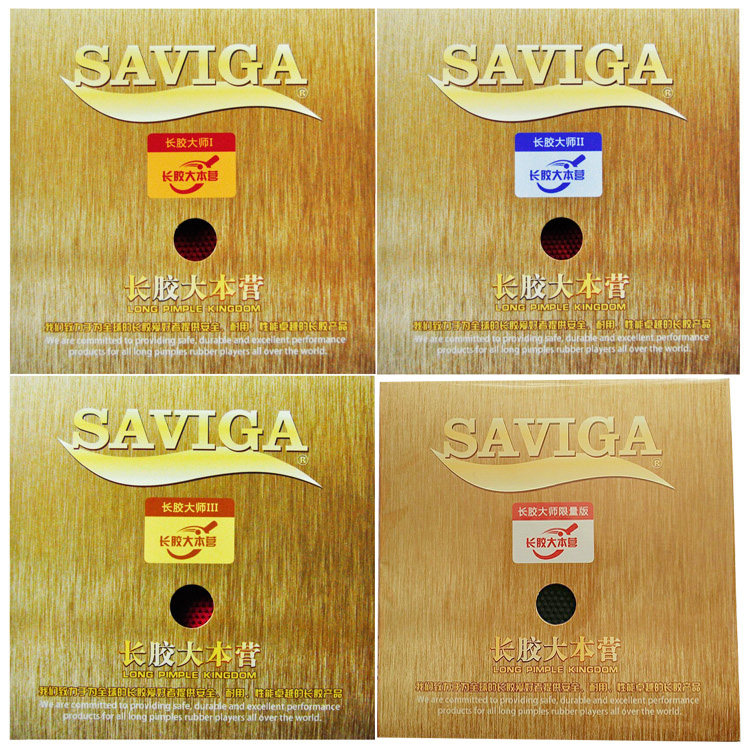 SAVIGA
®
长胶大师I
长胶大本营
长胶大本营
LONG PIMPLE KINGDOM
我们致力于为全球的长胶爱好者提供安全、耐用、性能卓越的长胶产品
We are committed to providing safe, durable and excellent performance
products for all long pimples rubber players all over the world.
SAVIGA
®
长胶大师II
长胶大本营
长胶大本营
LONG PIMPLE KINGDOM
我们致力于为全球的长胶爱好者提供安全、耐用、性能卓越的长胶产品
We are committed to providing safe, durable and excellent performance
products for all long pimples rubber players all over the world.
SAVIGA
®
长胶大师III
长胶大本营
长胶大本营
LONG PIMPLE KINGDOM
我们致力于为全球的长胶爱好者提供安全、耐用、性能卓越的长胶产品
We are committed to providing safe, durable and excellent performance
products for all long pimples rubber players all over the world.
SAVIGA
®
长胶大师限量版
长胶大本营
长胶大本营
LONG PIMPLE KINGDOM
我们致力于为全球的长胶爱好者提供安全、耐用、性能卓越的长胶产品
We are committed to providing safe, durable and excellent performance
products for all long pimples rubber players all over the world.